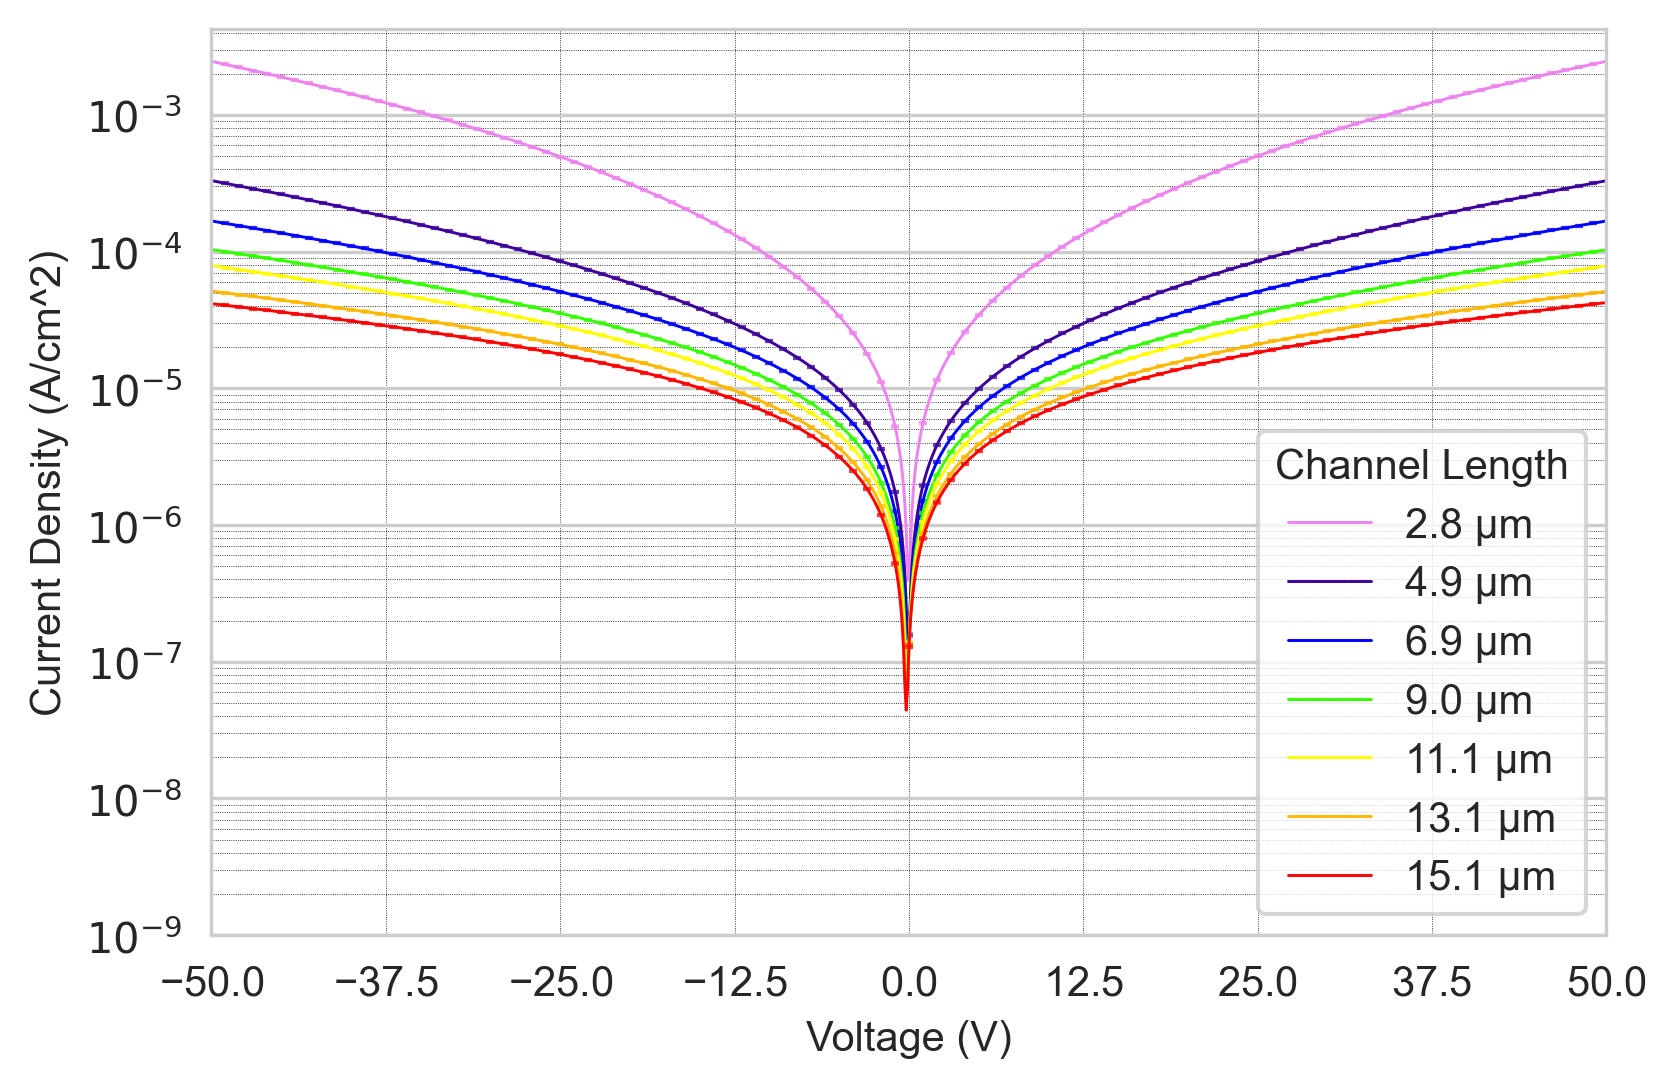 10⁻³
10⁻⁴
10⁻⁵
10⁻⁶
10⁻⁷
10⁻⁸
10⁻⁹
Current Density (A/cm^2)
Channel Length
2.8 µm
4.9 µm
6.9 µm
9.0 µm
11.1 µm
13.1 µm
15.1 µm
−50.0 −37.5 −25.0 −12.5 0.0 12.5 25.0 37.5 50.0
Voltage (V)